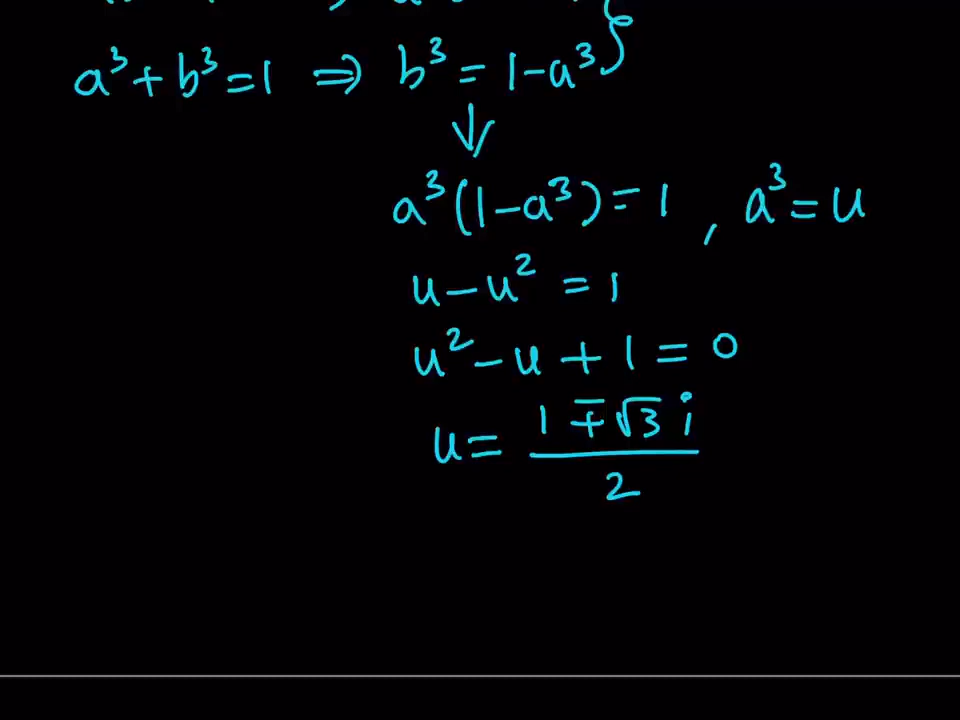 a³+b³=1 ⇒ b³=1-a³
a³(1-a³)=1, a³=u
u-u²=1
u²-u+1=0
u=(1∓√3 i)/2